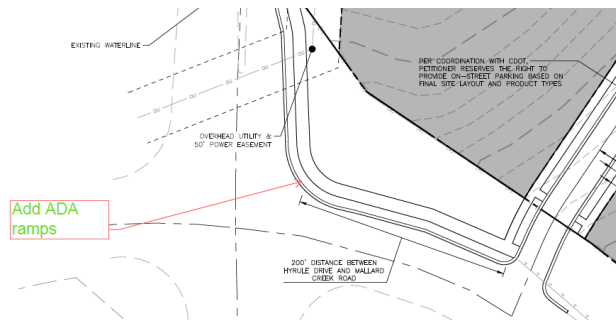 EXISTING WATERLINE
PER COORDINATION WITH CDOT,
PETITIONER RESERVES THE RIGHT TO
PROVIDE ON-STREET PARKING BASED ON
FINAL SITE LAYOUT AND PRODUCT TYPES
OVERHEAD UTILITY &
50' POWER EASEMENT
Add ADA
ramps
200' DISTANCE BETWEEN
HYRULE DRIVE AND MALLARD
CREEK ROAD